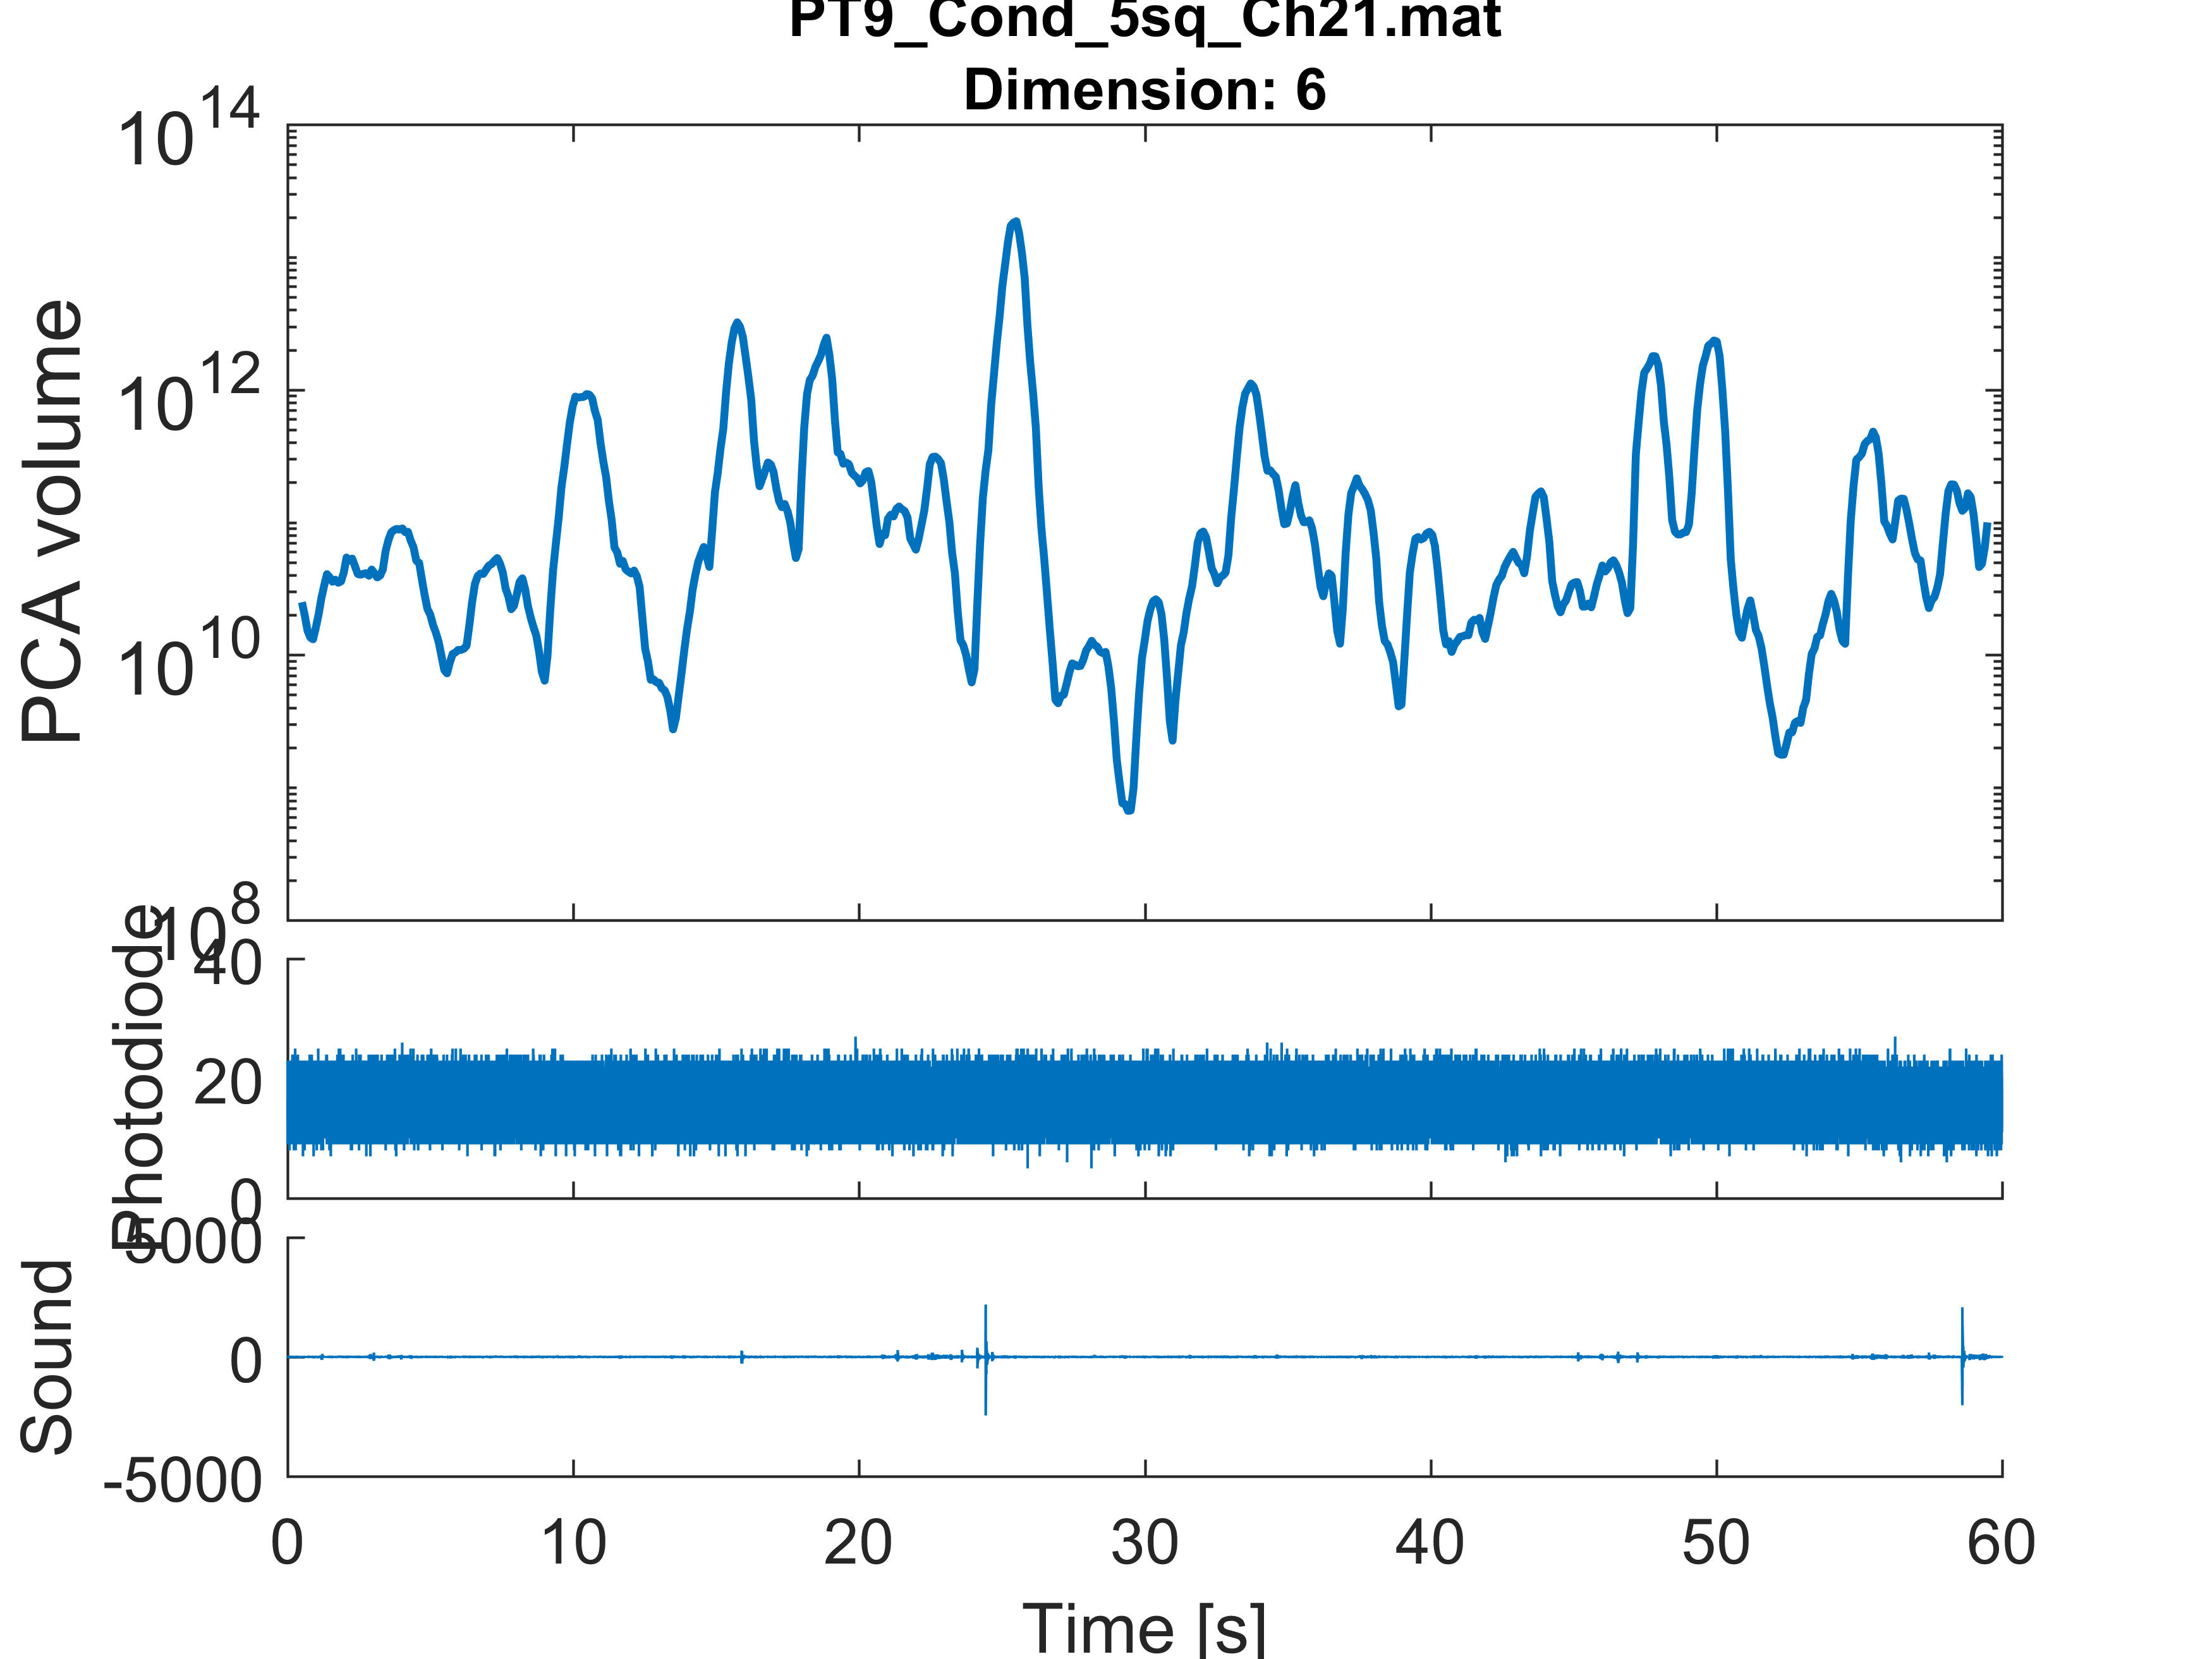 PT9_Cond_5sq_Ch21.mat
Dimension: 6
PCA volume
10^14
10^12
10^10
10^8
Photodiode
40
20
0
Sound
5000
0
-5000
0 10 20 30 40 50 60
Time [s]